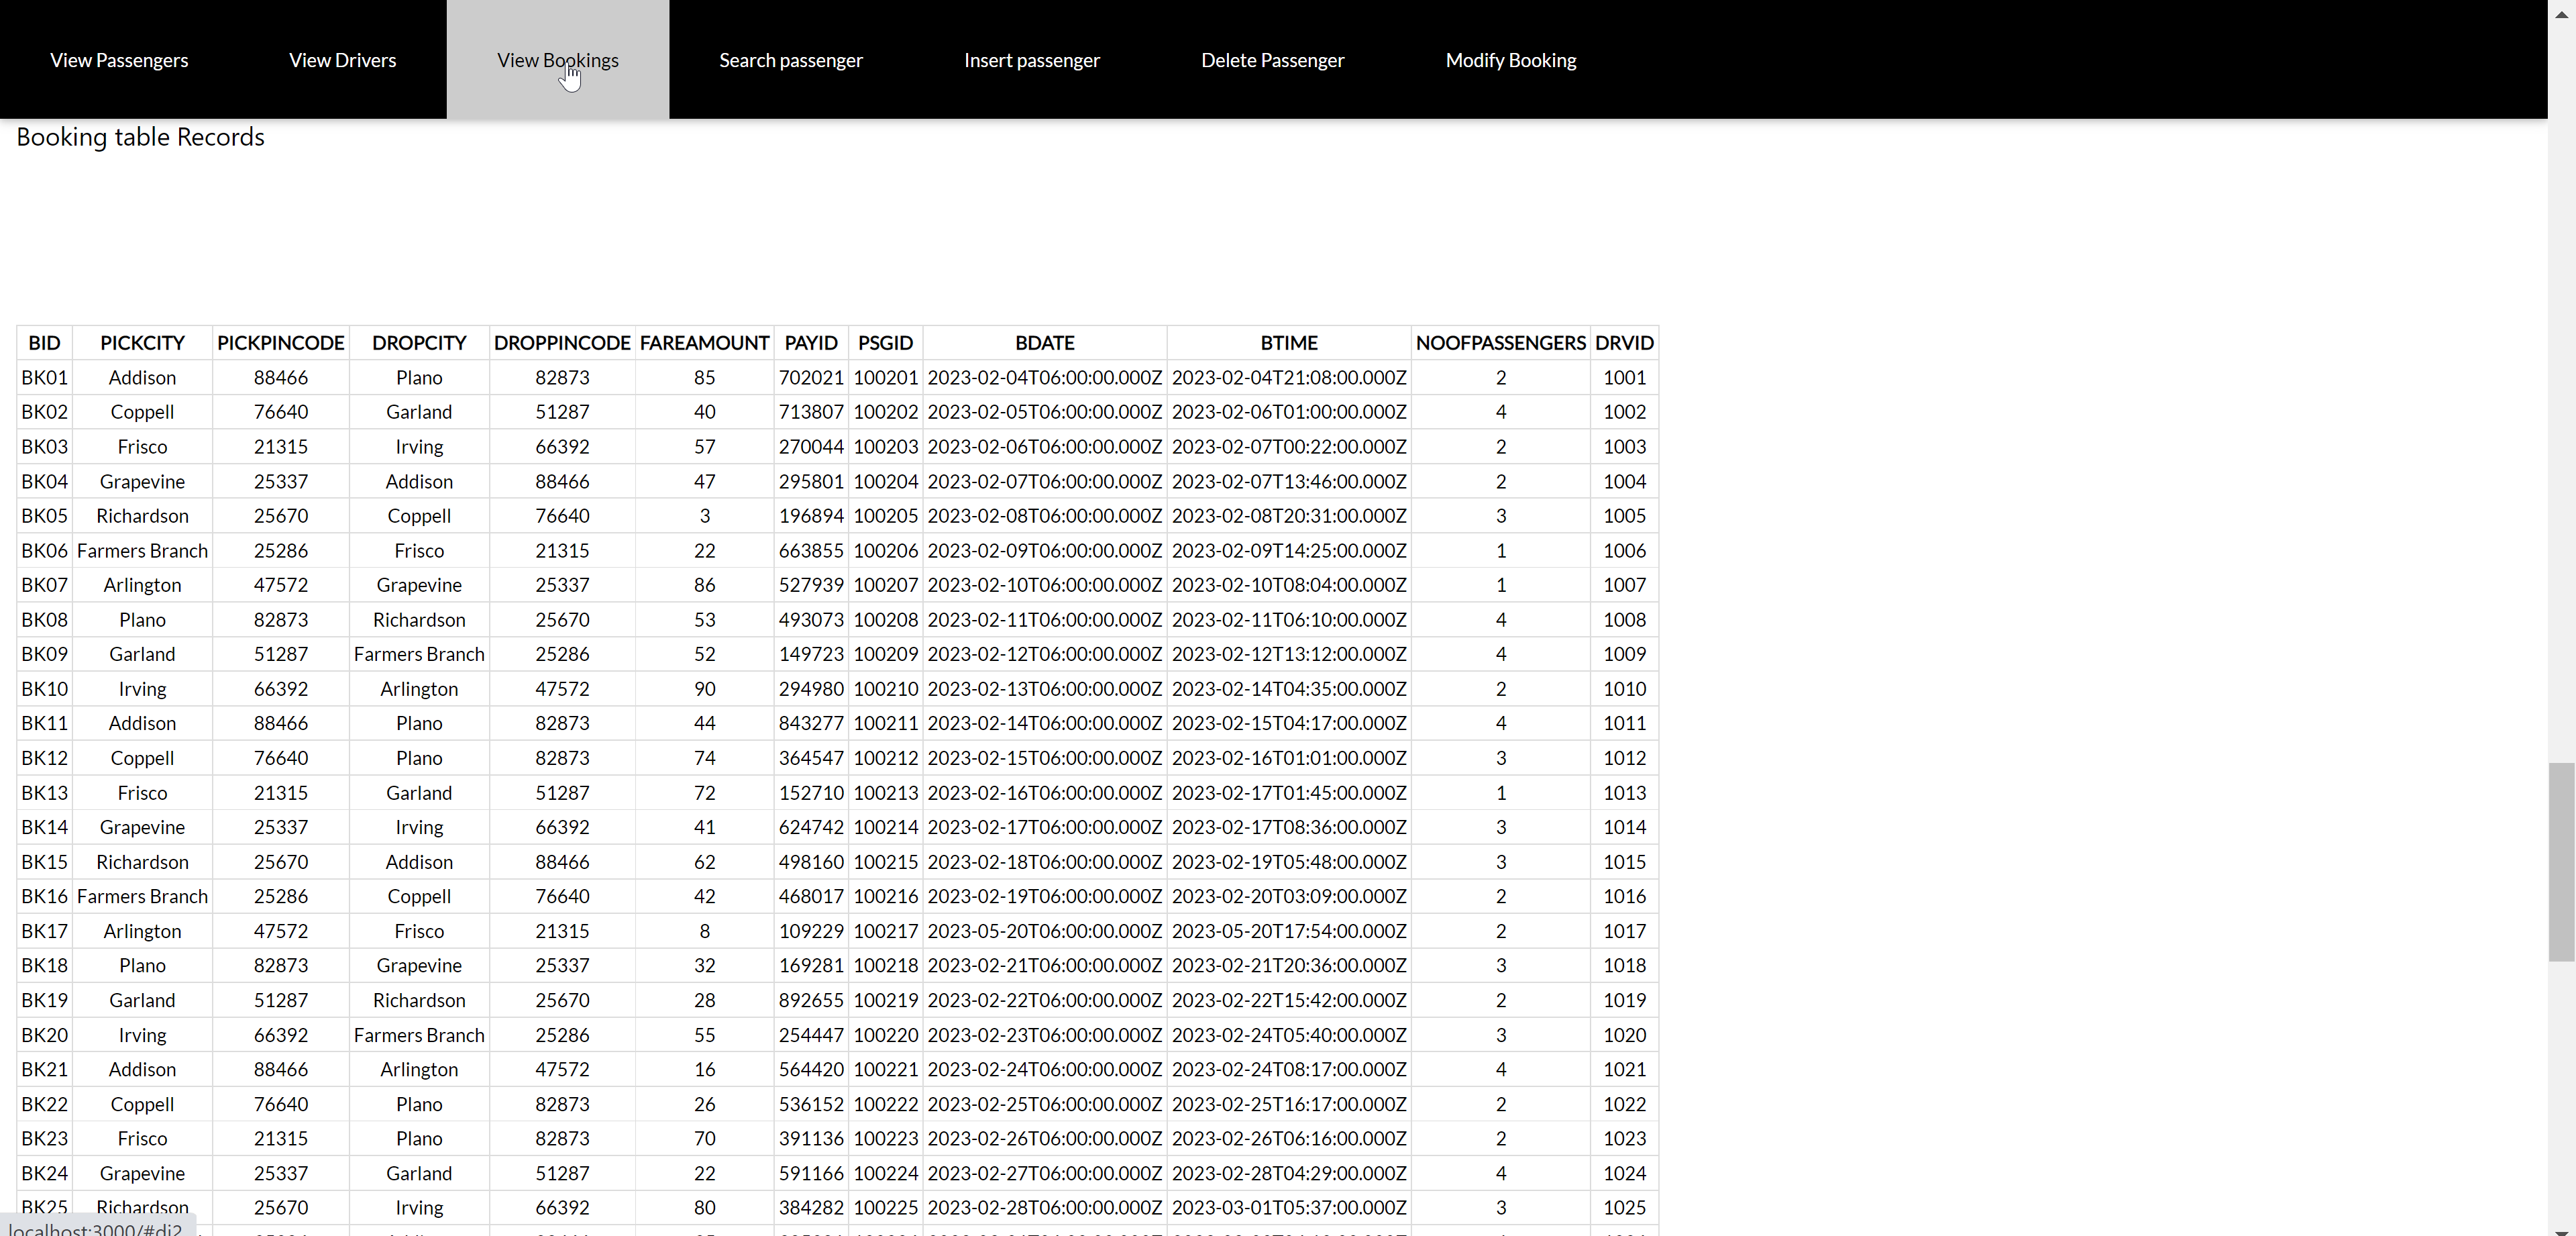 View Passengers View Drivers View Bookings Search passenger Insert passenger Delete Passenger Modify Booking
Booking table Records
BID PICKCITY PICKPINCODE DROPCITY DROPPINCODE FAREAMOUNT PAYID PSGID BDATE BTIME NOOFPASSENGERS DRVID
BK01 Addison 88466 Plano 82873 85 702021 100201 2023-02-04T06:00:00.000Z 2023-02-04T21:08:00.000Z 2 1001
BK02 Coppell 76640 Garland 51287 40 713807 100202 2023-02-05T06:00:00.000Z 2023-02-06T01:00:00.000Z 4 1002
BK03 Frisco 21315 Irving 66392 57 270044 100203 2023-02-06T06:00:00.000Z 2023-02-07T00:22:00.000Z 2 1003
BK04 Grapevine 25337 Addison 88466 47 295801 100204 2023-02-07T06:00:00.000Z 2023-02-07T13:46:00.000Z 2 1004
BK05 Richardson 25670 Coppell 76640 3 196894 100205 2023-02-08T06:00:00.000Z 2023-02-08T20:31:00.000Z 3 1005
BK06 Farmers Branch 25286 Frisco 21315 22 663855 100206 2023-02-09T06:00:00.000Z 2023-02-09T14:25:00.000Z 1 1006
BK07 Arlington 47572 Grapevine 25337 86 527939 100207 2023-02-10T06:00:00.000Z 2023-02-10T08:04:00.000Z 1 1007
BK08 Plano 82873 Richardson 25670 53 493073 100208 2023-02-11T06:00:00.000Z 2023-02-11T06:10:00.000Z 4 1008
BK09 Garland 51287 Farmers Branch 25286 52 149723 100209 2023-02-12T06:00:00.000Z 2023-02-12T13:12:00.000Z 4 1009
BK10 Irving 66392 Arlington 47572 90 294980 100210 2023-02-13T06:00:00.000Z 2023-02-14T04:35:00.000Z 2 1010
BK11 Addison 88466 Plano 82873 44 843277 100211 2023-02-14T06:00:00.000Z 2023-02-15T04:17:00.000Z 4 1011
BK12 Coppell 76640 Plano 82873 74 364547 100212 2023-02-15T06:00:00.000Z 2023-02-16T01:01:00.000Z 3 1012
BK13 Frisco 21315 Garland 51287 72 152710 100213 2023-02-16T06:00:00.000Z 2023-02-17T01:45:00.000Z 1 1013
BK14 Grapevine 25337 Irving 66392 41 624742 100214 2023-02-17T06:00:00.000Z 2023-02-17T08:36:00.000Z 3 1014
BK15 Richardson 25670 Addison 88466 62 498160 100215 2023-02-18T06:00:00.000Z 2023-02-19T05:48:00.000Z 3 1015
BK16 Farmers Branch 25286 Coppell 76640 42 468017 100216 2023-02-19T06:00:00.000Z 2023-02-20T03:09:00.000Z 2 1016
BK17 Arlington 47572 Frisco 21315 8 109229 100217 2023-05-20T06:00:00.000Z 2023-05-20T17:54:00.000Z 2 1017
BK18 Plano 82873 Grapevine 25337 32 169281 100218 2023-02-21T06:00:00.000Z 2023-02-21T20:36:00.000Z 3 1018
BK19 Garland 51287 Richardson 25670 28 892655 100219 2023-02-22T06:00:00.000Z 2023-02-22T15:42:00.000Z 2 1019
BK20 Irving 66392 Farmers Branch 25286 55 254447 100220 2023-02-23T06:00:00.000Z 2023-02-24T05:40:00.000Z 3 1020
BK21 Addison 88466 Arlington 47572 16 564420 100221 2023-02-24T06:00:00.000Z 2023-02-24T08:17:00.000Z 4 1021
BK22 Coppell 76640 Plano 82873 26 536152 100222 2023-02-25T06:00:00.000Z 2023-02-25T16:17:00.000Z 2 1022
BK23 Frisco 21315 Plano 82873 70 391136 100223 2023-02-26T06:00:00.000Z 2023-02-26T06:16:00.000Z 2 1023
BK24 Grapevine 25337 Garland 51287 22 591166 100224 2023-02-27T06:00:00.000Z 2023-02-28T04:29:00.000Z 4 1024
BK25 Richardson 25670 Irving 66392 80 384282 100225 2023-02-28T06:00:00.000Z 2023-03-01T05:37:00.000Z 3 1025
localhost:3000/#di2